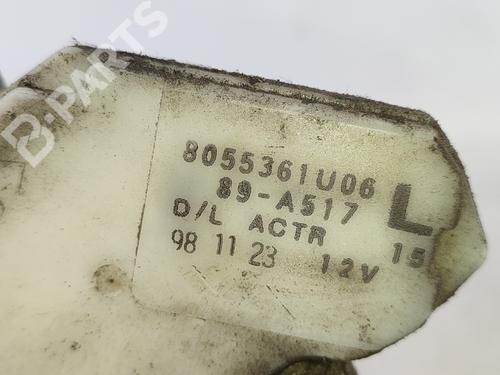 B-PARTS
8055361U06
89-A517 L
D/L ACTR 15
98 11 23 12V